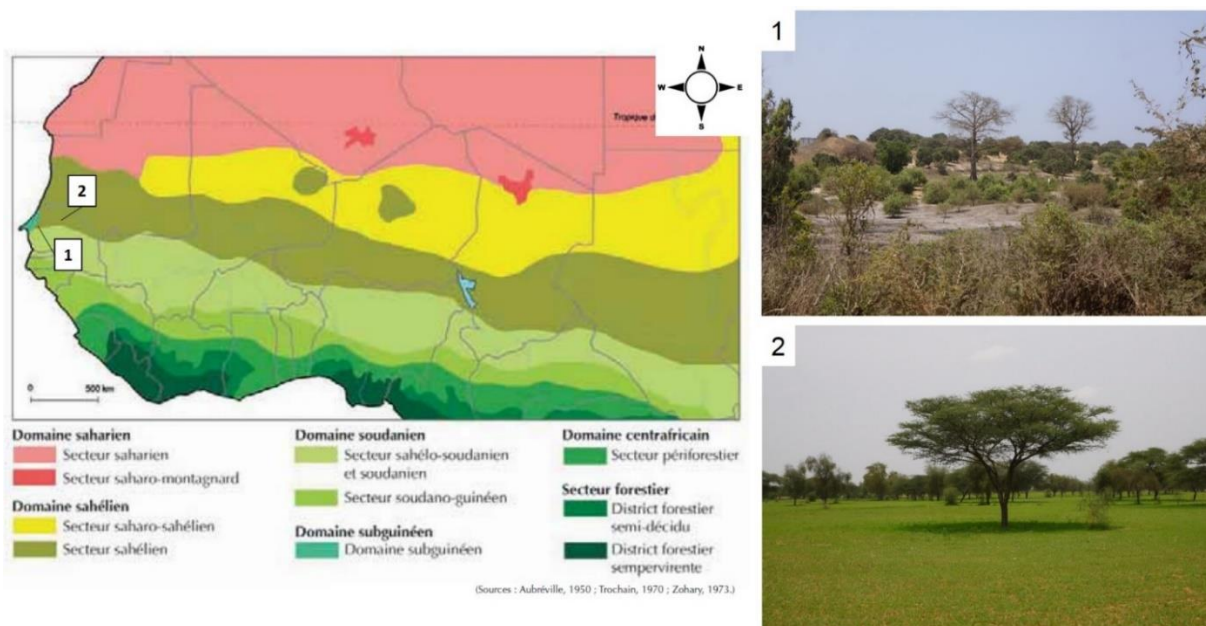 N
W
E
S
Tropique d
2
1
0
500 km
Domaine saharien
Secteur saharien
Secteur saharo-montagnard
Domaine sahélien
Secteur saharo-sahélien
Secteur sahélien
Domaine soudanien
Secteur sahélo-soudanien
et soudanien
Secteur soudano-guinéen
Domaine subguinéen
Domaine subguinéen
Domaine centrafricain
Secteur périforestier
Secteur forestier
District forestier
semi-décidu
District forestier
sempervirente
(Sources : Aubréville, 1950 ; Trochain, 1970 ; Zohary, 1973.)
1
2